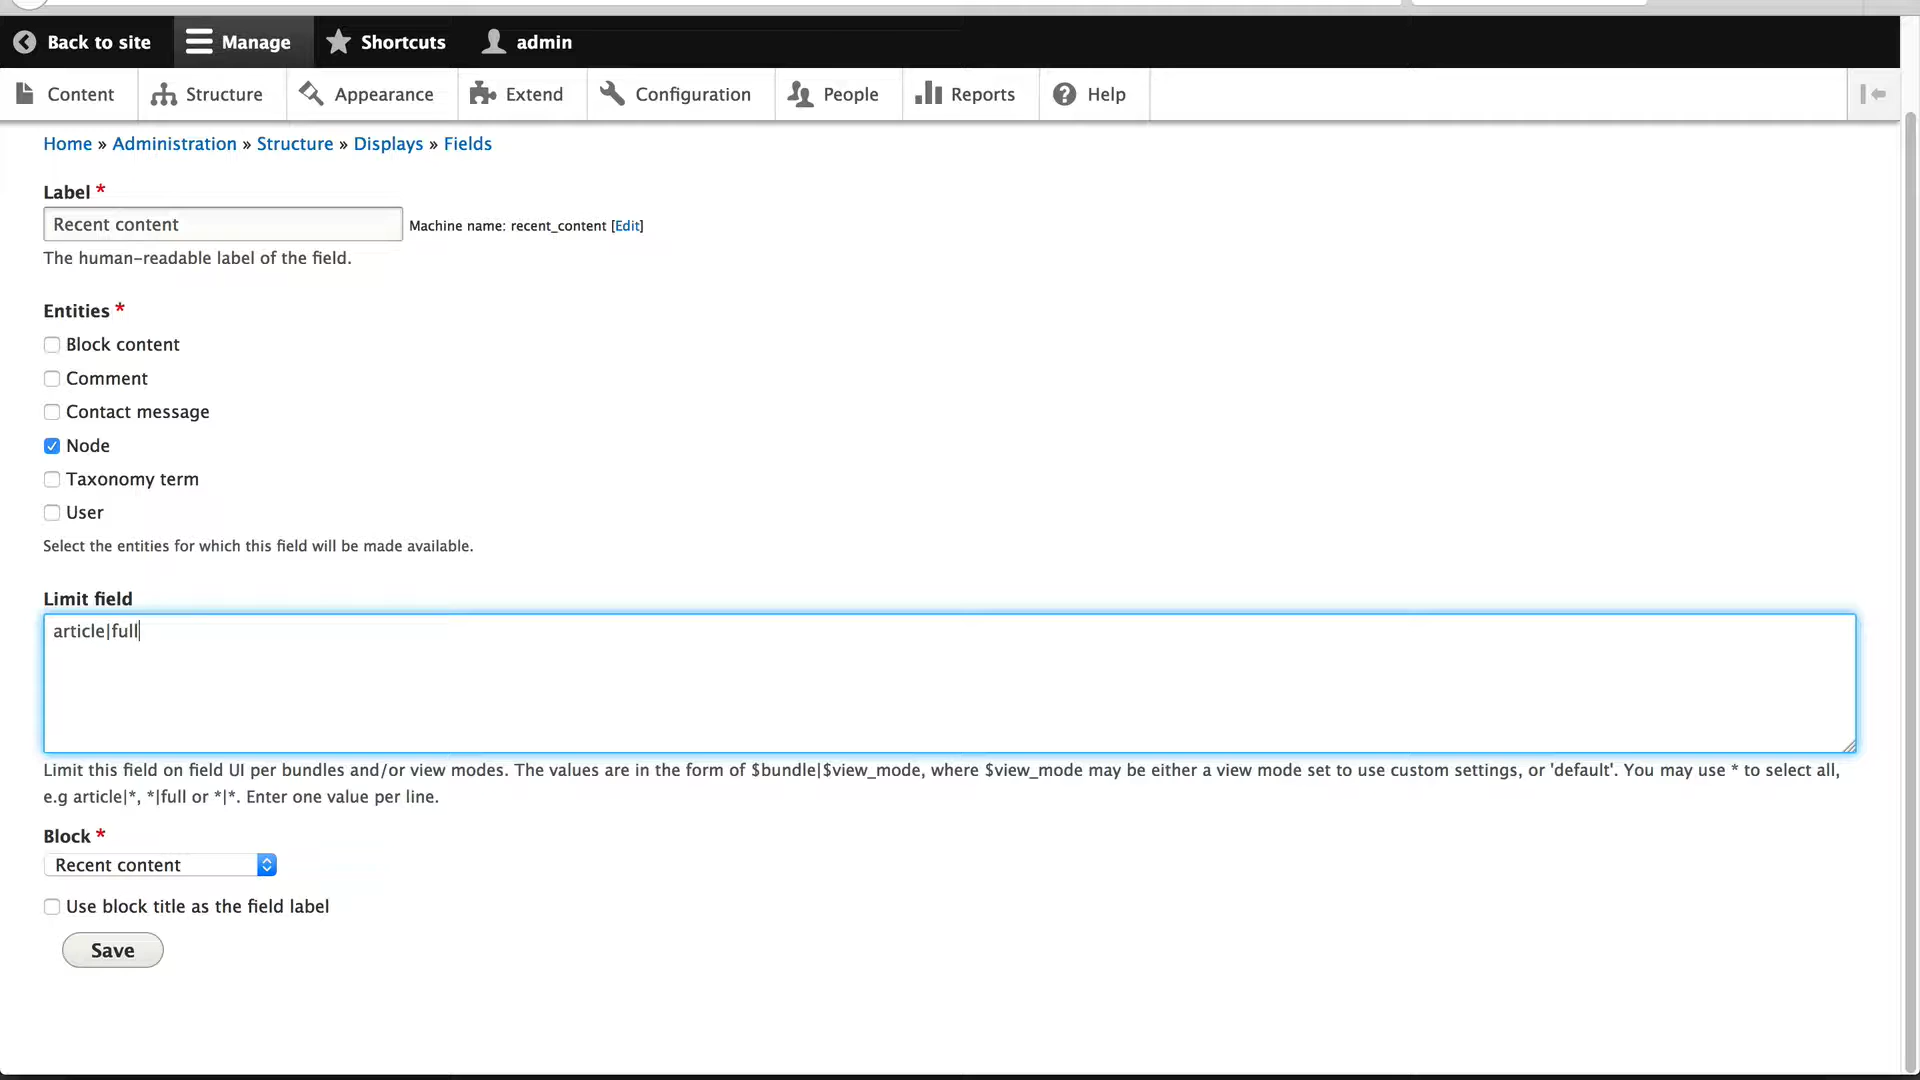 Back to site Manage Shortcuts admin
Content Structure Appearance Extend Configuration People Reports Help
Home » Administration » Structure » Displays » Fields
Label *
Recent content Machine name: recent_content [Edit]
The human-readable label of the field.
Entities *
Block content
Comment
Contact message
Node
Taxonomy term
User
Select the entities for which this field will be made available.
Limit field
article|full
Limit this field on field UI per bundles and/or view modes. The values are in the form of $bundle|$view_mode, where $view_mode may be either a view mode set to use custom settings, or 'default'. You may use * to select all,
e.g article|*, *|full or *|*. Enter one value per line.
Block *
Recent content
Use block title as the field label
Save